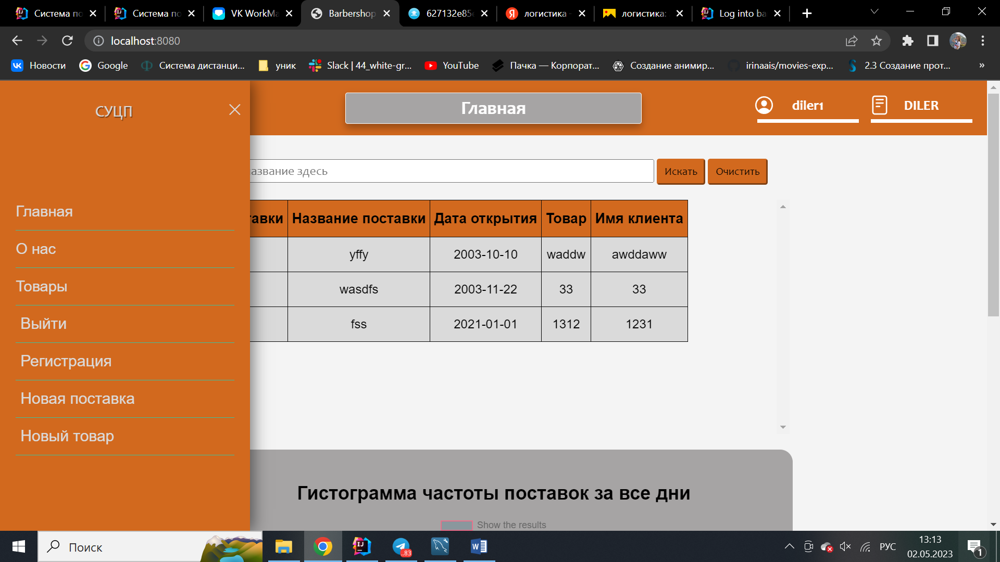 Система по
Система по
VK WorkMa
Barbershop
627132e85e
логистика -
логистика:
Log into ba
localhost:8080
Новости
Google
Система дистанци...
уник
Slack | 44_white-gr...
YouTube
Пачка — Корпорат...
Создание анимир...
irinaais/movies-exp...
2.3 Создание прот...
»
СУЦП
Главная
diler1
DILER
азвание здесь
Искать
Очистить
Главная
О нас
Товары
Выйти
Регистрация
Новая поставка
Новый товар
тавки Название поставки Дата открытия Товар Имя клиента
yffy 2003-10-10 waddw awddaww
wasdfs 2003-11-22 33 33
fss 2021-01-01 1312 1231
Гистограмма частоты поставок за все дни
Show the results
Поиск
..83
РУС
13:13
02.05.2023
1